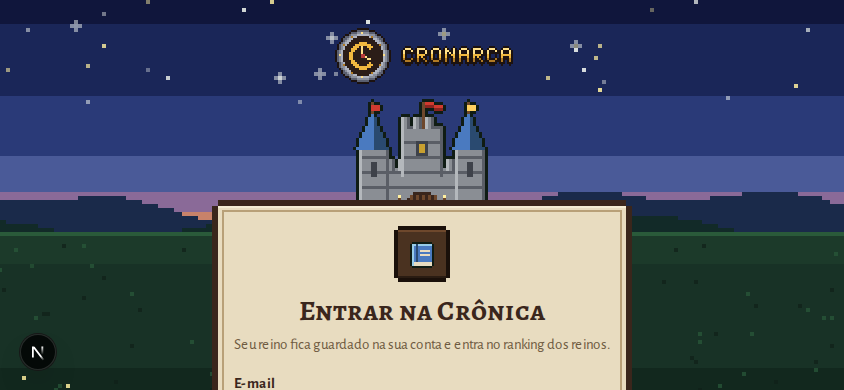 CRONARCA
Entrar na Crônica
Seu reino fica guardado na sua conta e entra no ranking dos reinos.
E-mail
N